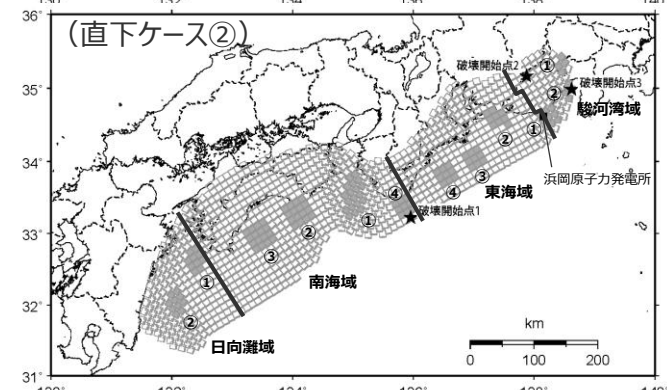 36°
（直下ケース②）
破壊開始点2
①
破壊開始点3
35°
②
駿河湾域
②
①
34°
③
浜岡原子力発電所
④
④
東海域
①
破壊開始点1
33°
②
③
①
南海域
32°
②
日向灘域
km
0
100
200
31°